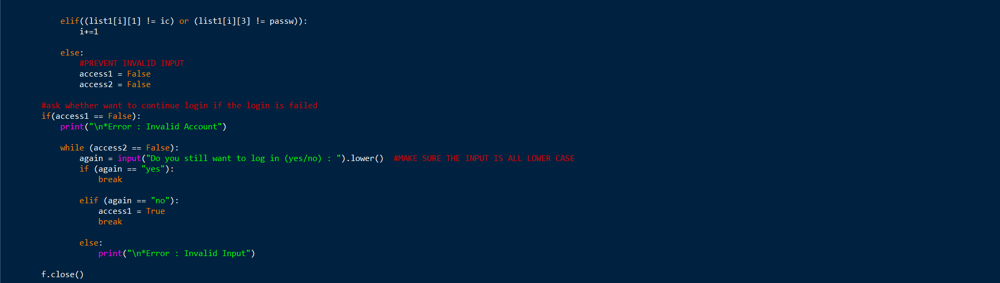 elif((list1[i][1] != ic) or (list1[i][3] != passw)):
i+=1
else:
#PREVENT INVALID INPUT
access1 = False
access2 = False
#ask whether want to continue login if the login is failed
if(access1 == False):
print("\n*Error : Invalid Account")
while (access2 == False):
again = input("Do you still want to log in (yes/no) : ").lower()  #MAKE SURE THE INPUT IS ALL LOWER CASE
if (again == "yes"):
break
elif (again == "no"):
access1 = True
break
else:
print("\n*Error : Invalid Input")
f.close()